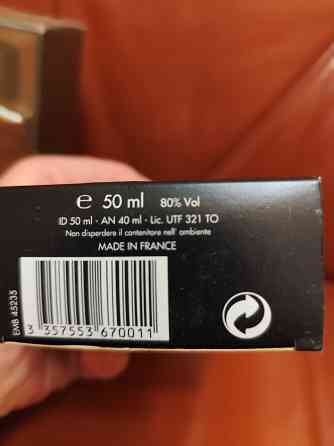 ℮ 50 ml 80% Vol
ID 50 ml - AN 40 ml - Lic. UTF 321 TO
Non disperdere il contenitore nell' ambiente
MADE IN FRANCE
EMB 45235
3 357553 670011